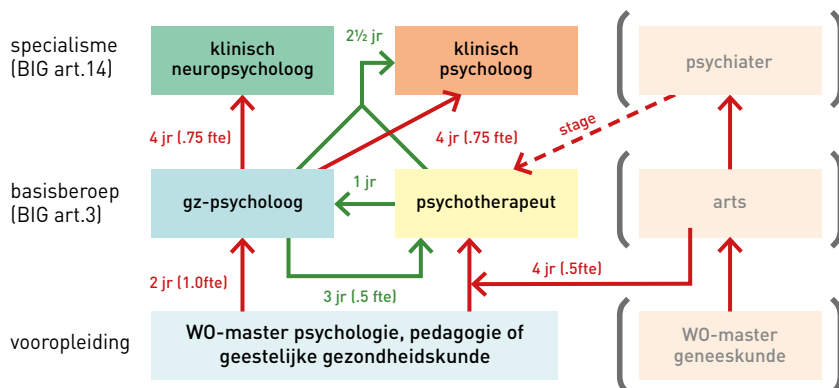 specialisme
(BIG art.14)
klinisch
neuropsycholoog
2½ jr
klinisch
psycholoog
psychiater
4 jr (.75 fte)
4 jr (.75 fte)
stage
basisberoep
(BIG art.3)
gz-psycholoog
1 jr
psychotherapeut
arts
2 jr (1.0fte)
3 jr (.5 fte)
4 jr (.5fte)
vooropleiding
WO-master psychologie, pedagogie of
geestelijke gezondheidskunde
WO-master
geneeskunde